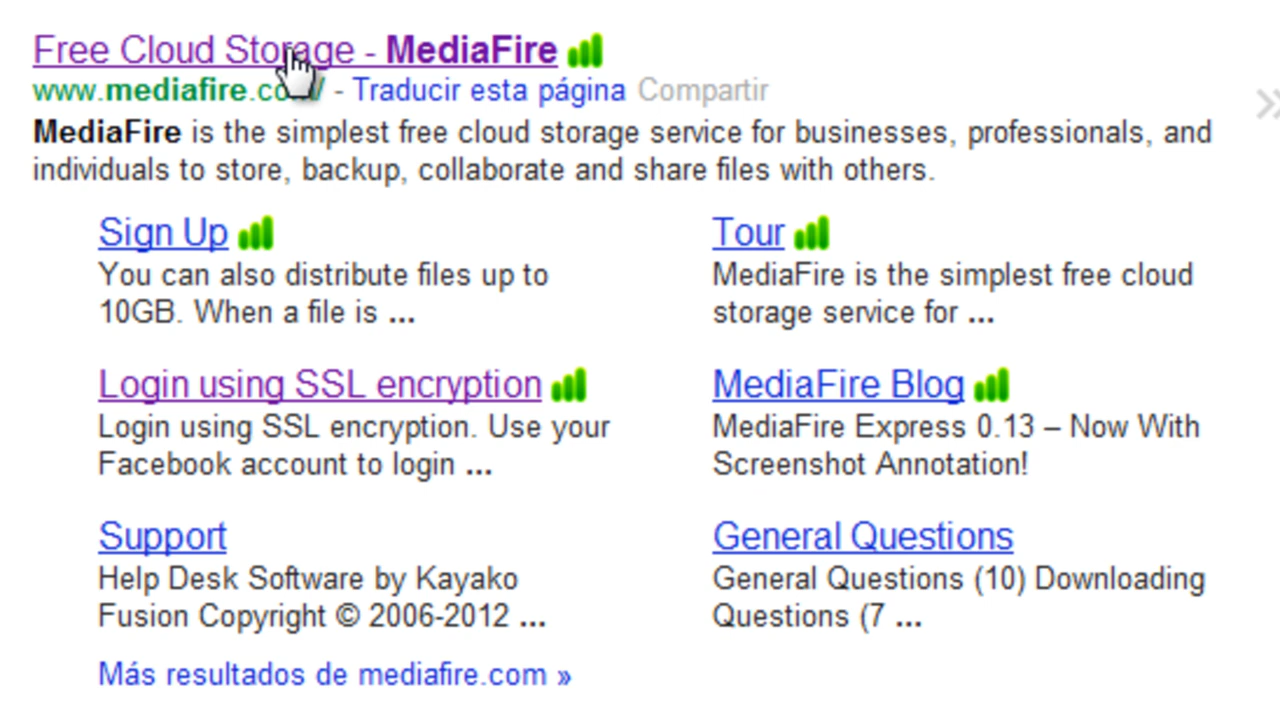 Free Cloud Storage - MediaFire
www.mediafire.com/ - Traducir esta página Compartir
MediaFire is the simplest free cloud storage service for businesses, professionals, and
individuals to store, backup, collaborate and share files with others.
Sign Up
You can also distribute files up to
10GB. When a file is ...
Tour
MediaFire is the simplest free cloud
storage service for ...
Login using SSL encryption
Login using SSL encryption. Use your
Facebook account to login ...
MediaFire Blog
MediaFire Express 0.13 – Now With
Screenshot Annotation!
Support
Help Desk Software by Kayako
Fusion Copyright © 2006-2012 ...
General Questions
General Questions (10) Downloading
Questions (7 ...
Más resultados de mediafire.com »